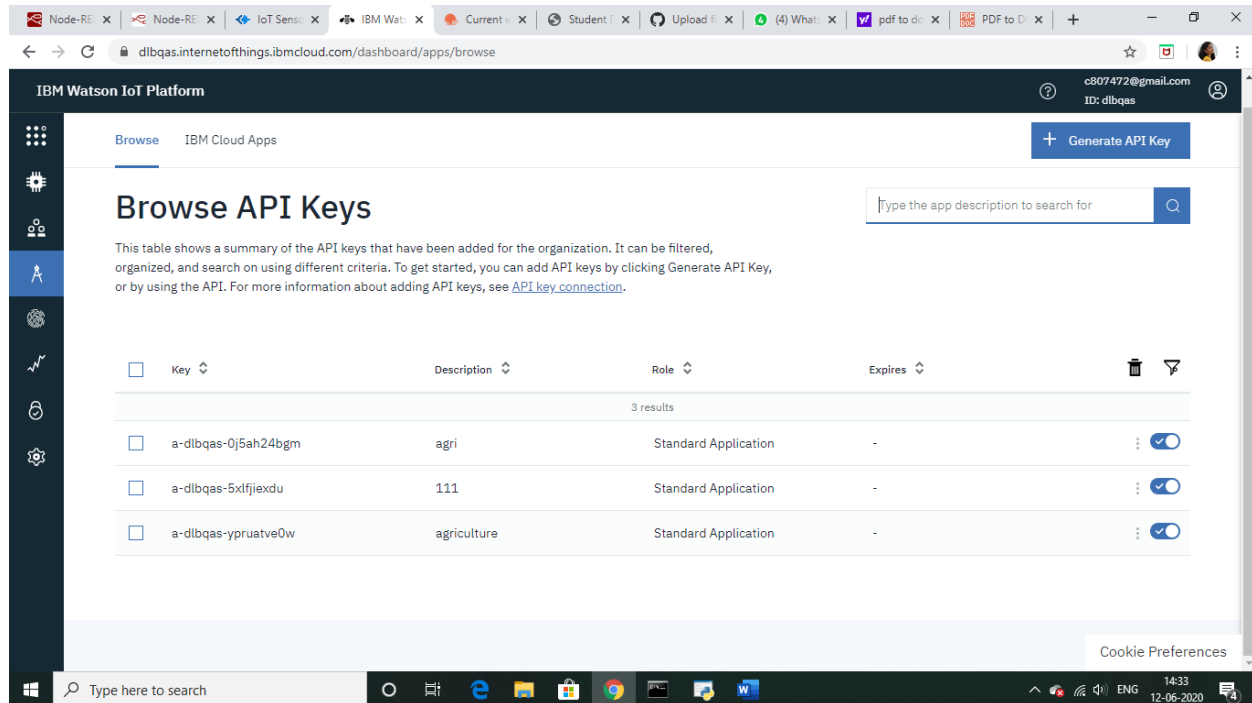 Node-RE Node-RE IoT Senso IBM Wats Current w Student D Upload fi (4) Whats pdf to do PDF to D
dlbqas.internetofthings.ibmcloud.com/dashboard/apps/browse
IBM Watson IoT Platform
c807472@gmail.com
ID: dlbqas
Browse IBM Cloud Apps
+ Generate API Key
Browse API Keys
Type the app description to search for
This table shows a summary of the API keys that have been added for the organization. It can be filtered,
organized, and search on using different criteria. To get started, you can add API keys by clicking Generate API Key,
or by using the API. For more information about adding API keys, see API key connection.
Key Description Role Expires
3 results
a-dlbqas-0j5ah24bgm agri Standard Application -
a-dlbqas-5xlfjiexdu 111 Standard Application -
a-dlbqas-ypruatve0w agriculture Standard Application -
Cookie Preferences
Type here to search
ENG
14:33
12-06-2020
4